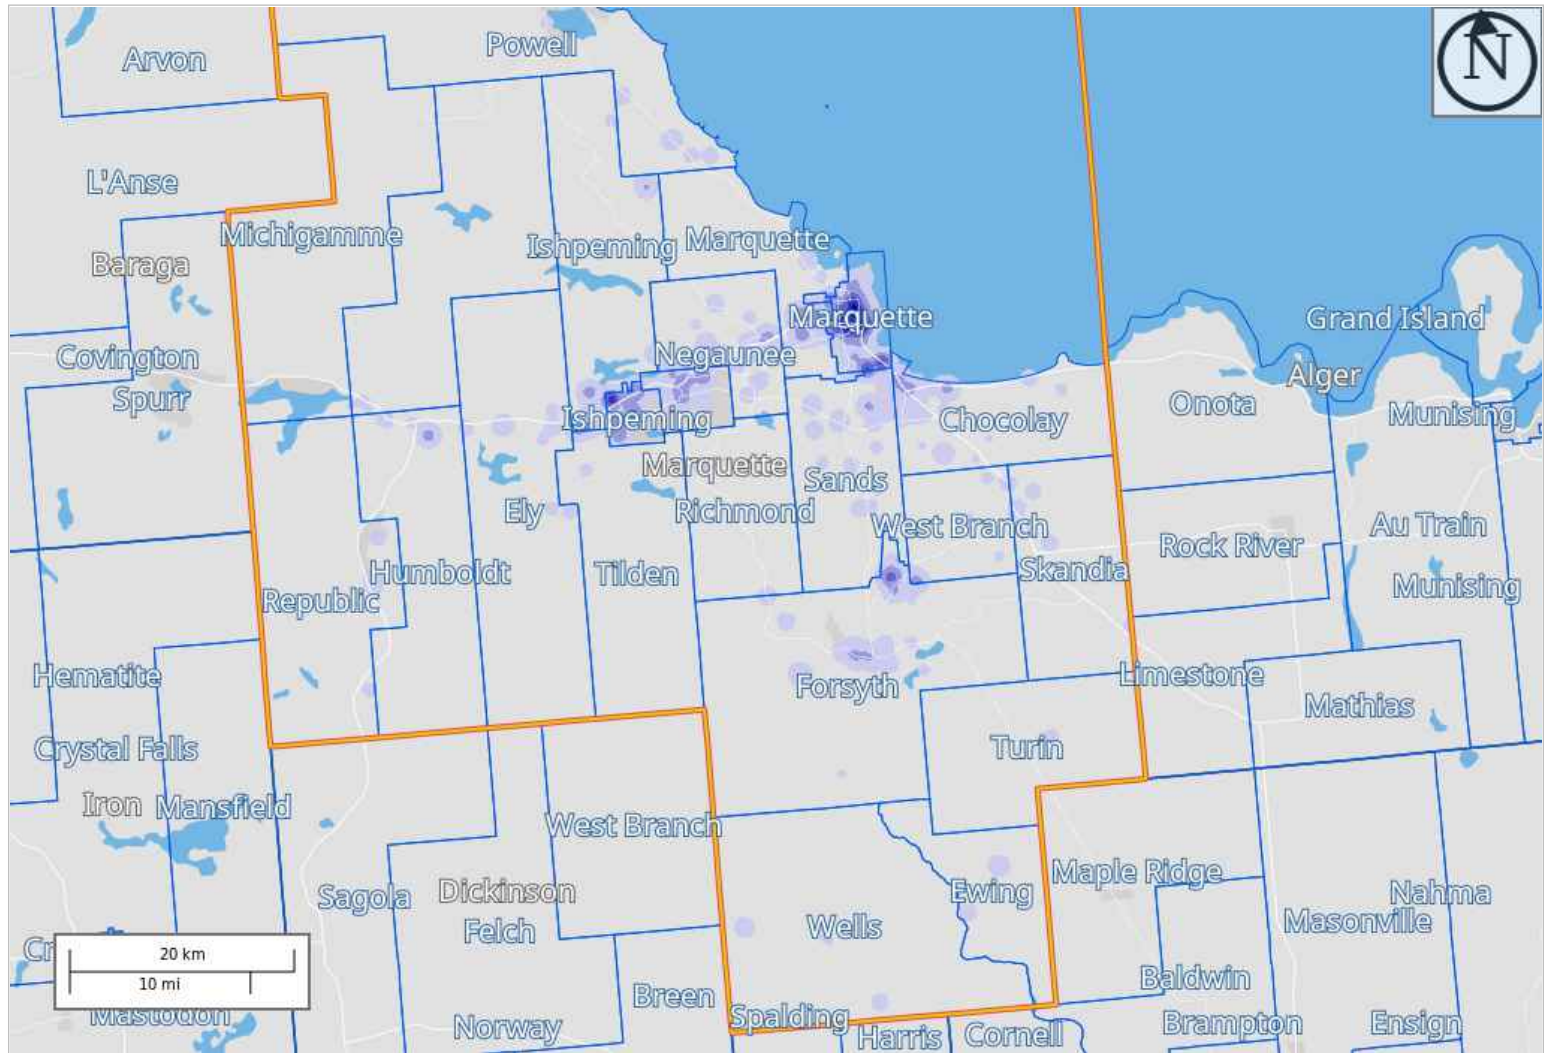 Powell
Arvon
N
L'Anse
Michigamme
Ishpeming
Marquette
Baraga
Marquette
Grand Island
Covington
Negaunee
Alger
Spurr
Onota
Munising
Ishpeming
Chocolay
Marquette
Sands
Ely
Richmond
West Branch
Au Train
Rock River
Humboldt
Tilden
Skandia
Munising
Republic
Hematite
Forsyth
Limestone
Mathias
Crystal Falls
Turin
Iron
Mansfield
West Branch
Maple Ridge
Sagola
Dickinson
Ewing
Nahma
Felch
Wells
Masonville
20 km
10 mi
Baldwin
Breen
Mastodon
Norway
Spalding
Harris
Cornell
Brampton
Ensign